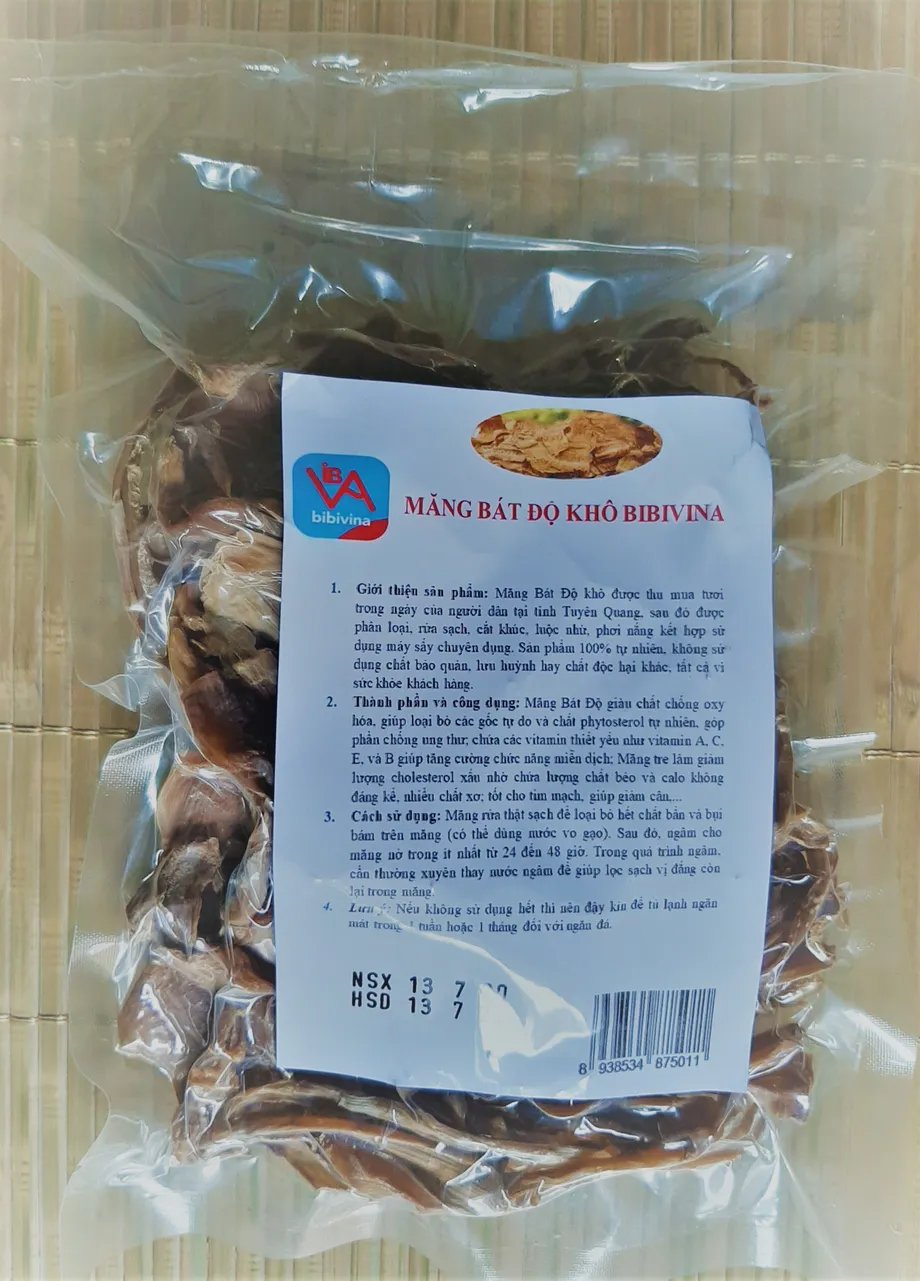 VIBA
bibivina
MĂNG BÁT ĐỘ KHÔ BIBIVINA
1. Giới thiệu sản phẩm: Măng Bát Độ khô được thu mua tươi
trong ngày của người dân tại tỉnh Tuyên Quang, sau đó được
phân loại, rửa sạch, cắt khúc, luộc nhừ, phơi nắng kết hợp sử
dụng máy sấy chuyên dụng. Sản phẩm 100% tự nhiên, không sử
dụng chất bảo quản, lưu huỳnh hay chất độc hại khác, tất cả vì
sức khỏe khách hàng.
2. Thành phần và công dụng: Măng Bát Độ giàu chất chống oxy
hóa, giúp loại bỏ các gốc tự do và chất phytosterol tự nhiên, góp
phần chống ung thư; chứa các vitamin thiết yếu như vitamin A, C,
E, và B giúp tăng cường chức năng miễn dịch; Măng tre làm giảm
lượng cholesterol xấu nhờ chứa lượng chất béo và calo không
đáng kể, nhiều chất xơ; tốt cho tim mạch, giúp giảm cân,...
3. Cách sử dụng: Măng rửa thật sạch để loại bỏ hết chất bẩn và bụi
bám trên măng (có thể dùng nước vo gạo). Sau đó, ngâm cho
măng nở trong ít nhất từ 24 đến 48 giờ. Trong quá trình ngâm,
cần thường xuyên thay nước ngâm để giúp lọc sạch vị đắng còn
lại trong măng.
4. Lưu ý: Nếu không sử dụng hết thì nên đậy kín để tủ lạnh ngăn
mát trong 1 tuần hoặc 1 tháng đối với ngăn đá.
NSX 13 7
HSD 13 7
8 938534 875011